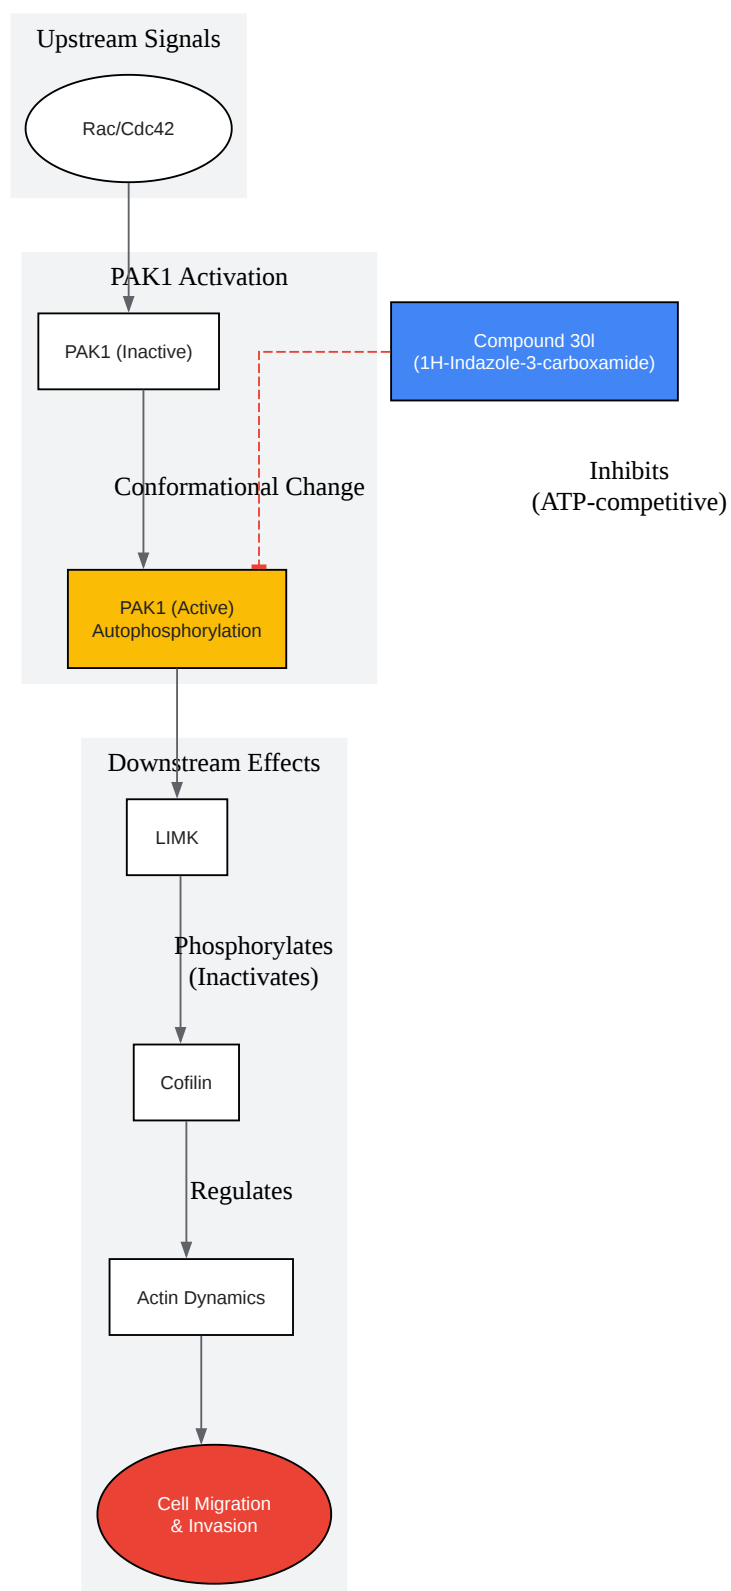 Upstream Signals
Rac/Cdc42
PAK1 Activation
PAK1 (Inactive)
Compound 30l
(1H-Indazole-3-carboxamide)
Conformational Change
Inhibits
(ATP-competitive)
PAK1 (Active)
Autophosphorylation
Downstream Effects
LIMK
Phosphorylates
(Inactivates)
Cofilin
Regulates
Actin Dynamics
Cell Migration
& Invasion